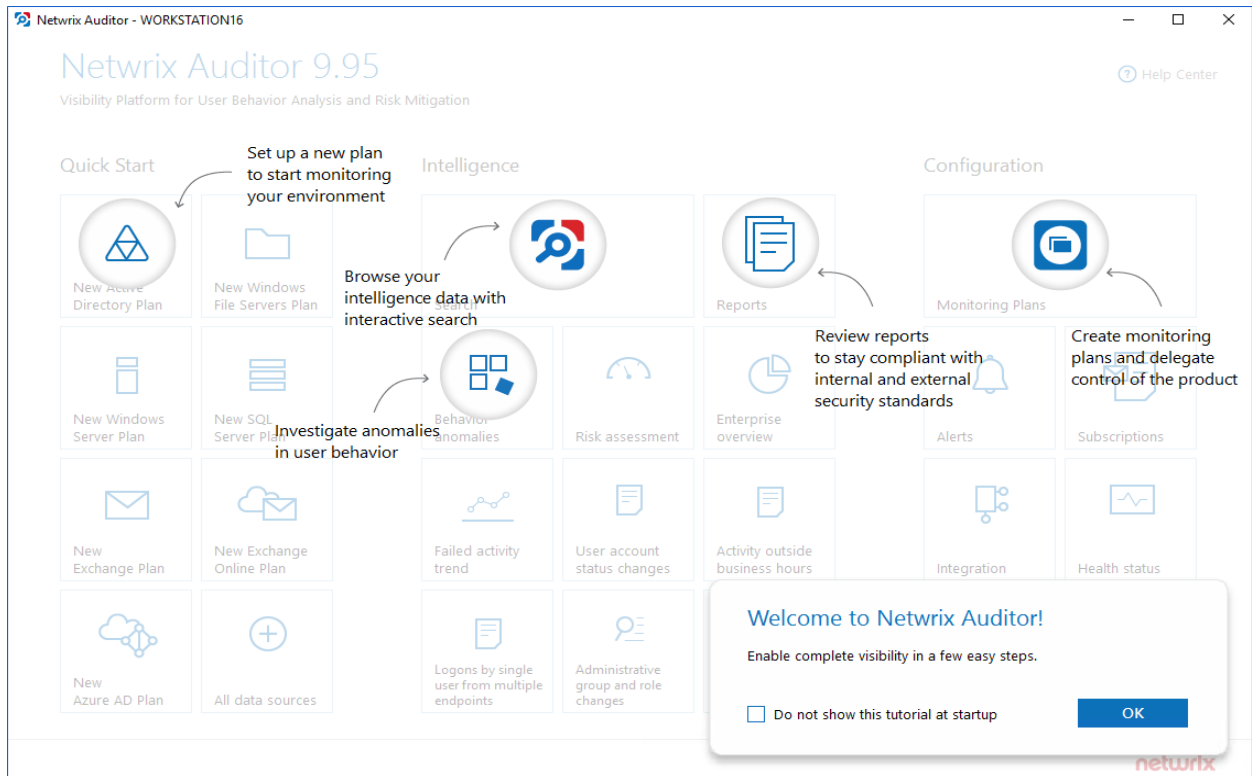 Netwrix Auditor - WORKSTATION16
Netwrix Auditor 9.95
Visibility Platform for User Behavior Analysis and Risk Mitigation
Help Center
Quick Start
Set up a new plan
to start monitoring
your environment
New Active
Directory Plan
New Windows
File Servers Plan
New Windows
Server Plan
New SQL
Server Plan
New
Exchange Plan
New Exchange
Online Plan
New
Azure AD Plan
All data sources
Intelligence
Browse your
intelligence data with
interactive search
Search
Reports
Review reports
to stay compliant with
internal and external
security standards
Investigate anomalies
in user behavior
Behavior
anomalies
Risk assessment
Enterprise
overview
Failed activity
trend
User account
status changes
Activity outside
business hours
Logons by single
user from multiple
endpoints
Administrative
group and role
changes
Configuration
Monitoring Plans
Create monitoring
plans and delegate
control of the product
Alerts
Subscriptions
Integration
Health status
Welcome to Netwrix Auditor!
Enable complete visibility in a few easy steps.
Do not show this tutorial at startup
OK
netwrix